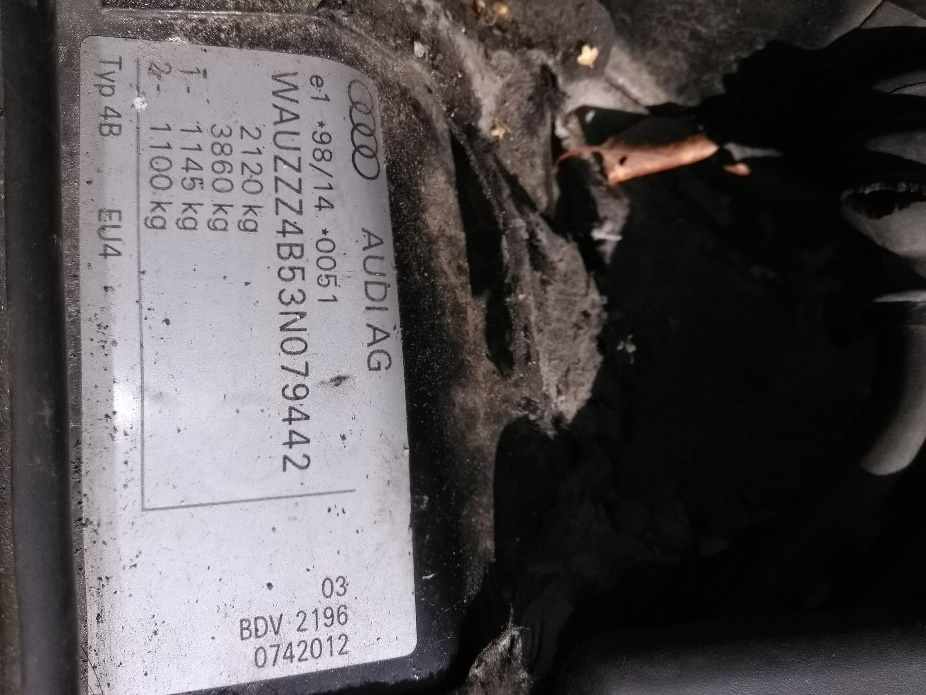 AUDI AG
e1 *98/14 *0051
WAUZZZ4B53N079442
2120 kg
3860 kg
1- 1145 kg
2- 1100 kg
Typ 4B EU4
03
BDV 2196
0742012